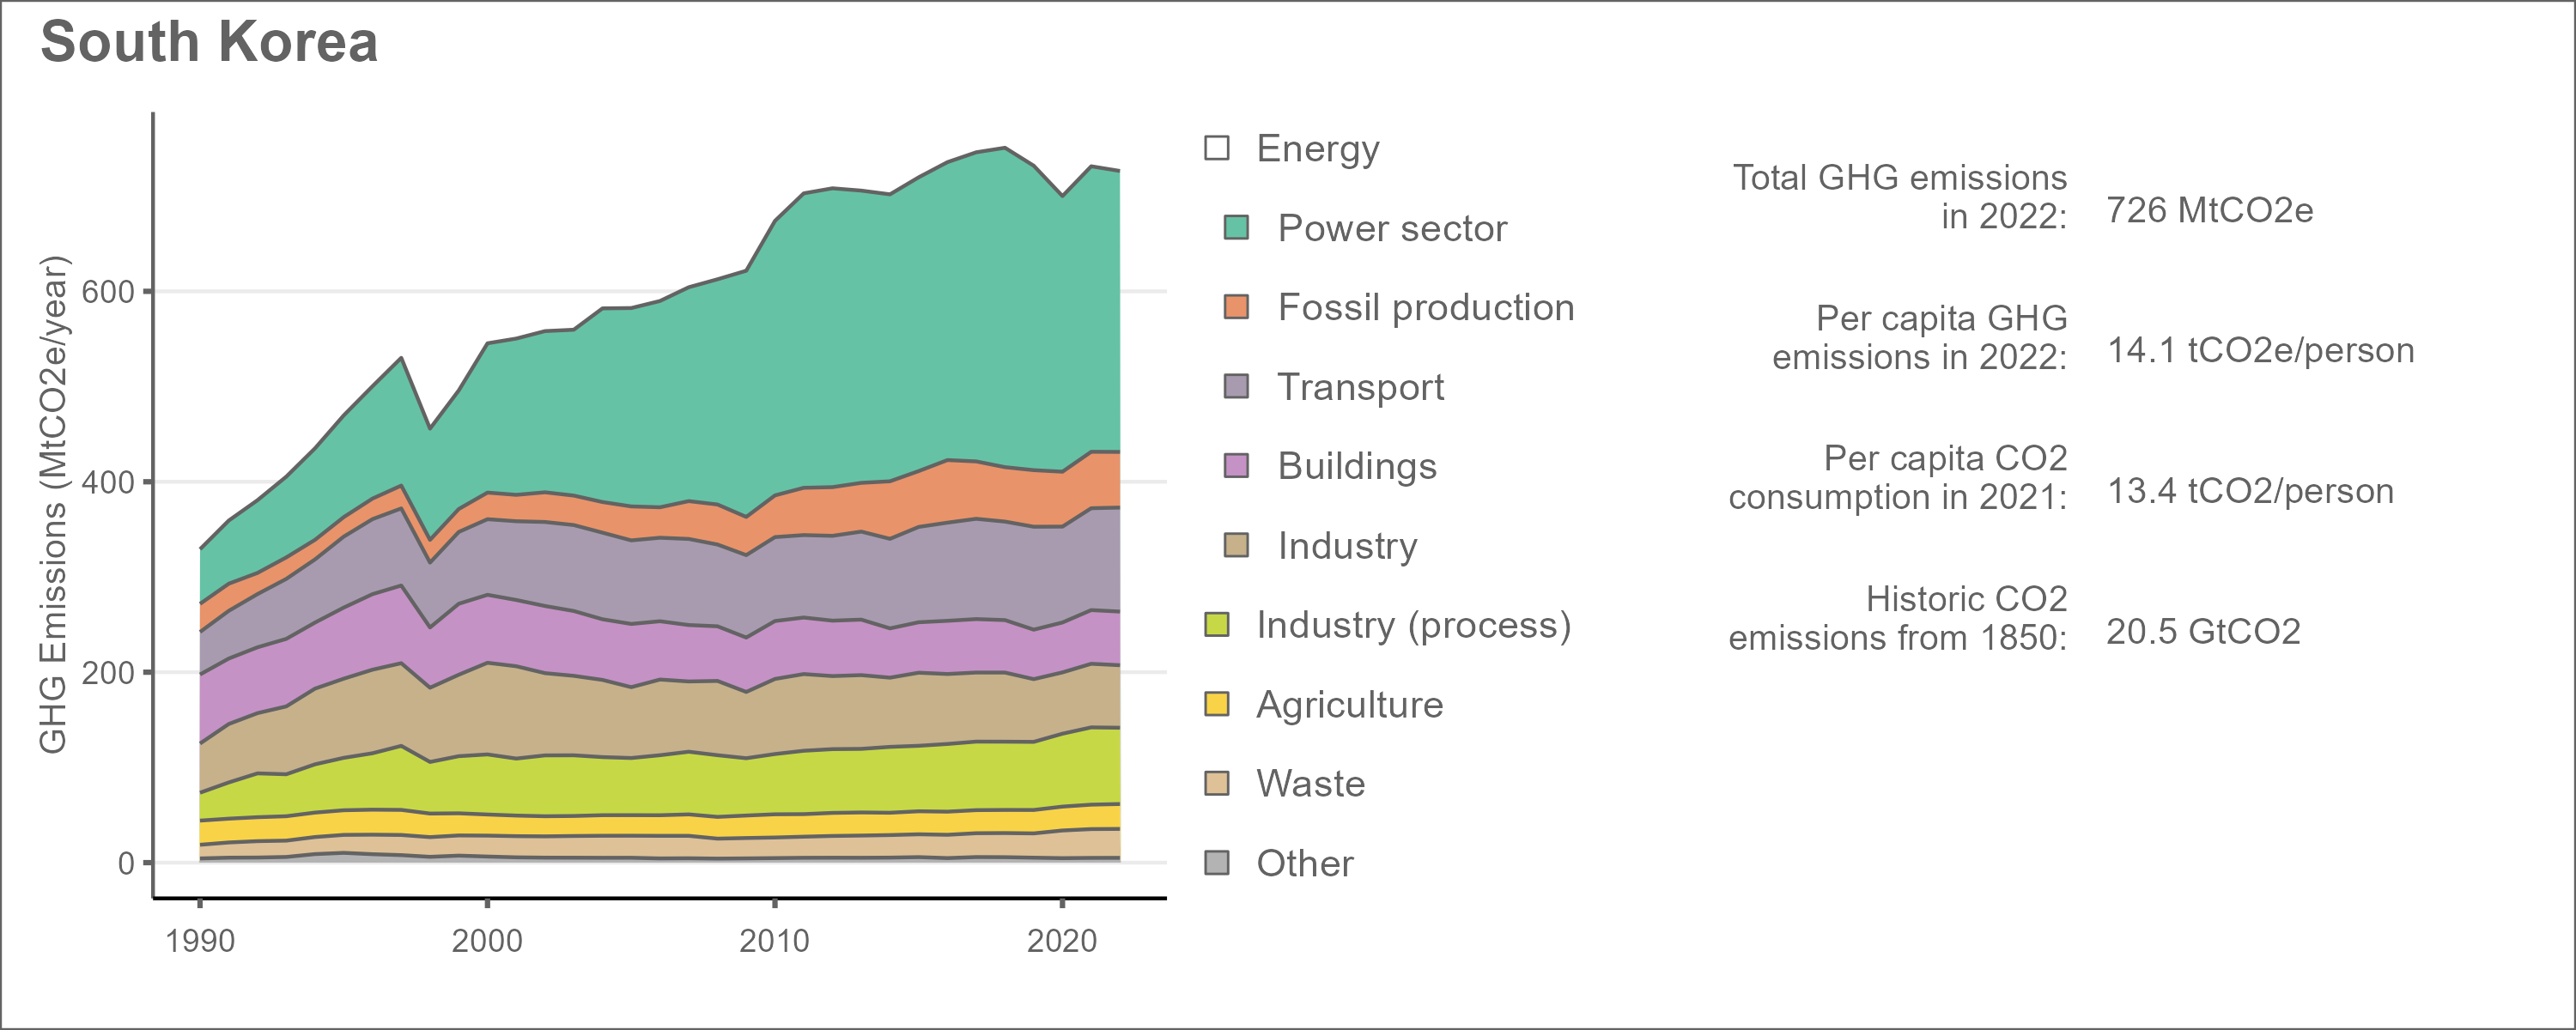 South Korea
GHG Emissions (MtCO2e/year)
600
400
200
0
1990
2000
2010
2020
Energy
Power sector
Fossil production
Transport
Buildings
Industry
Industry (process)
Agriculture
Waste
Other
Total GHG emissions
in 2022:
726 MtCO2e
Per capita GHG
emissions in 2022:
14.1 tCO2e/person
Per capita CO2
consumption in 2021:
13.4 tCO2/person
Historic CO2
emissions from 1850:
20.5 GtCO2